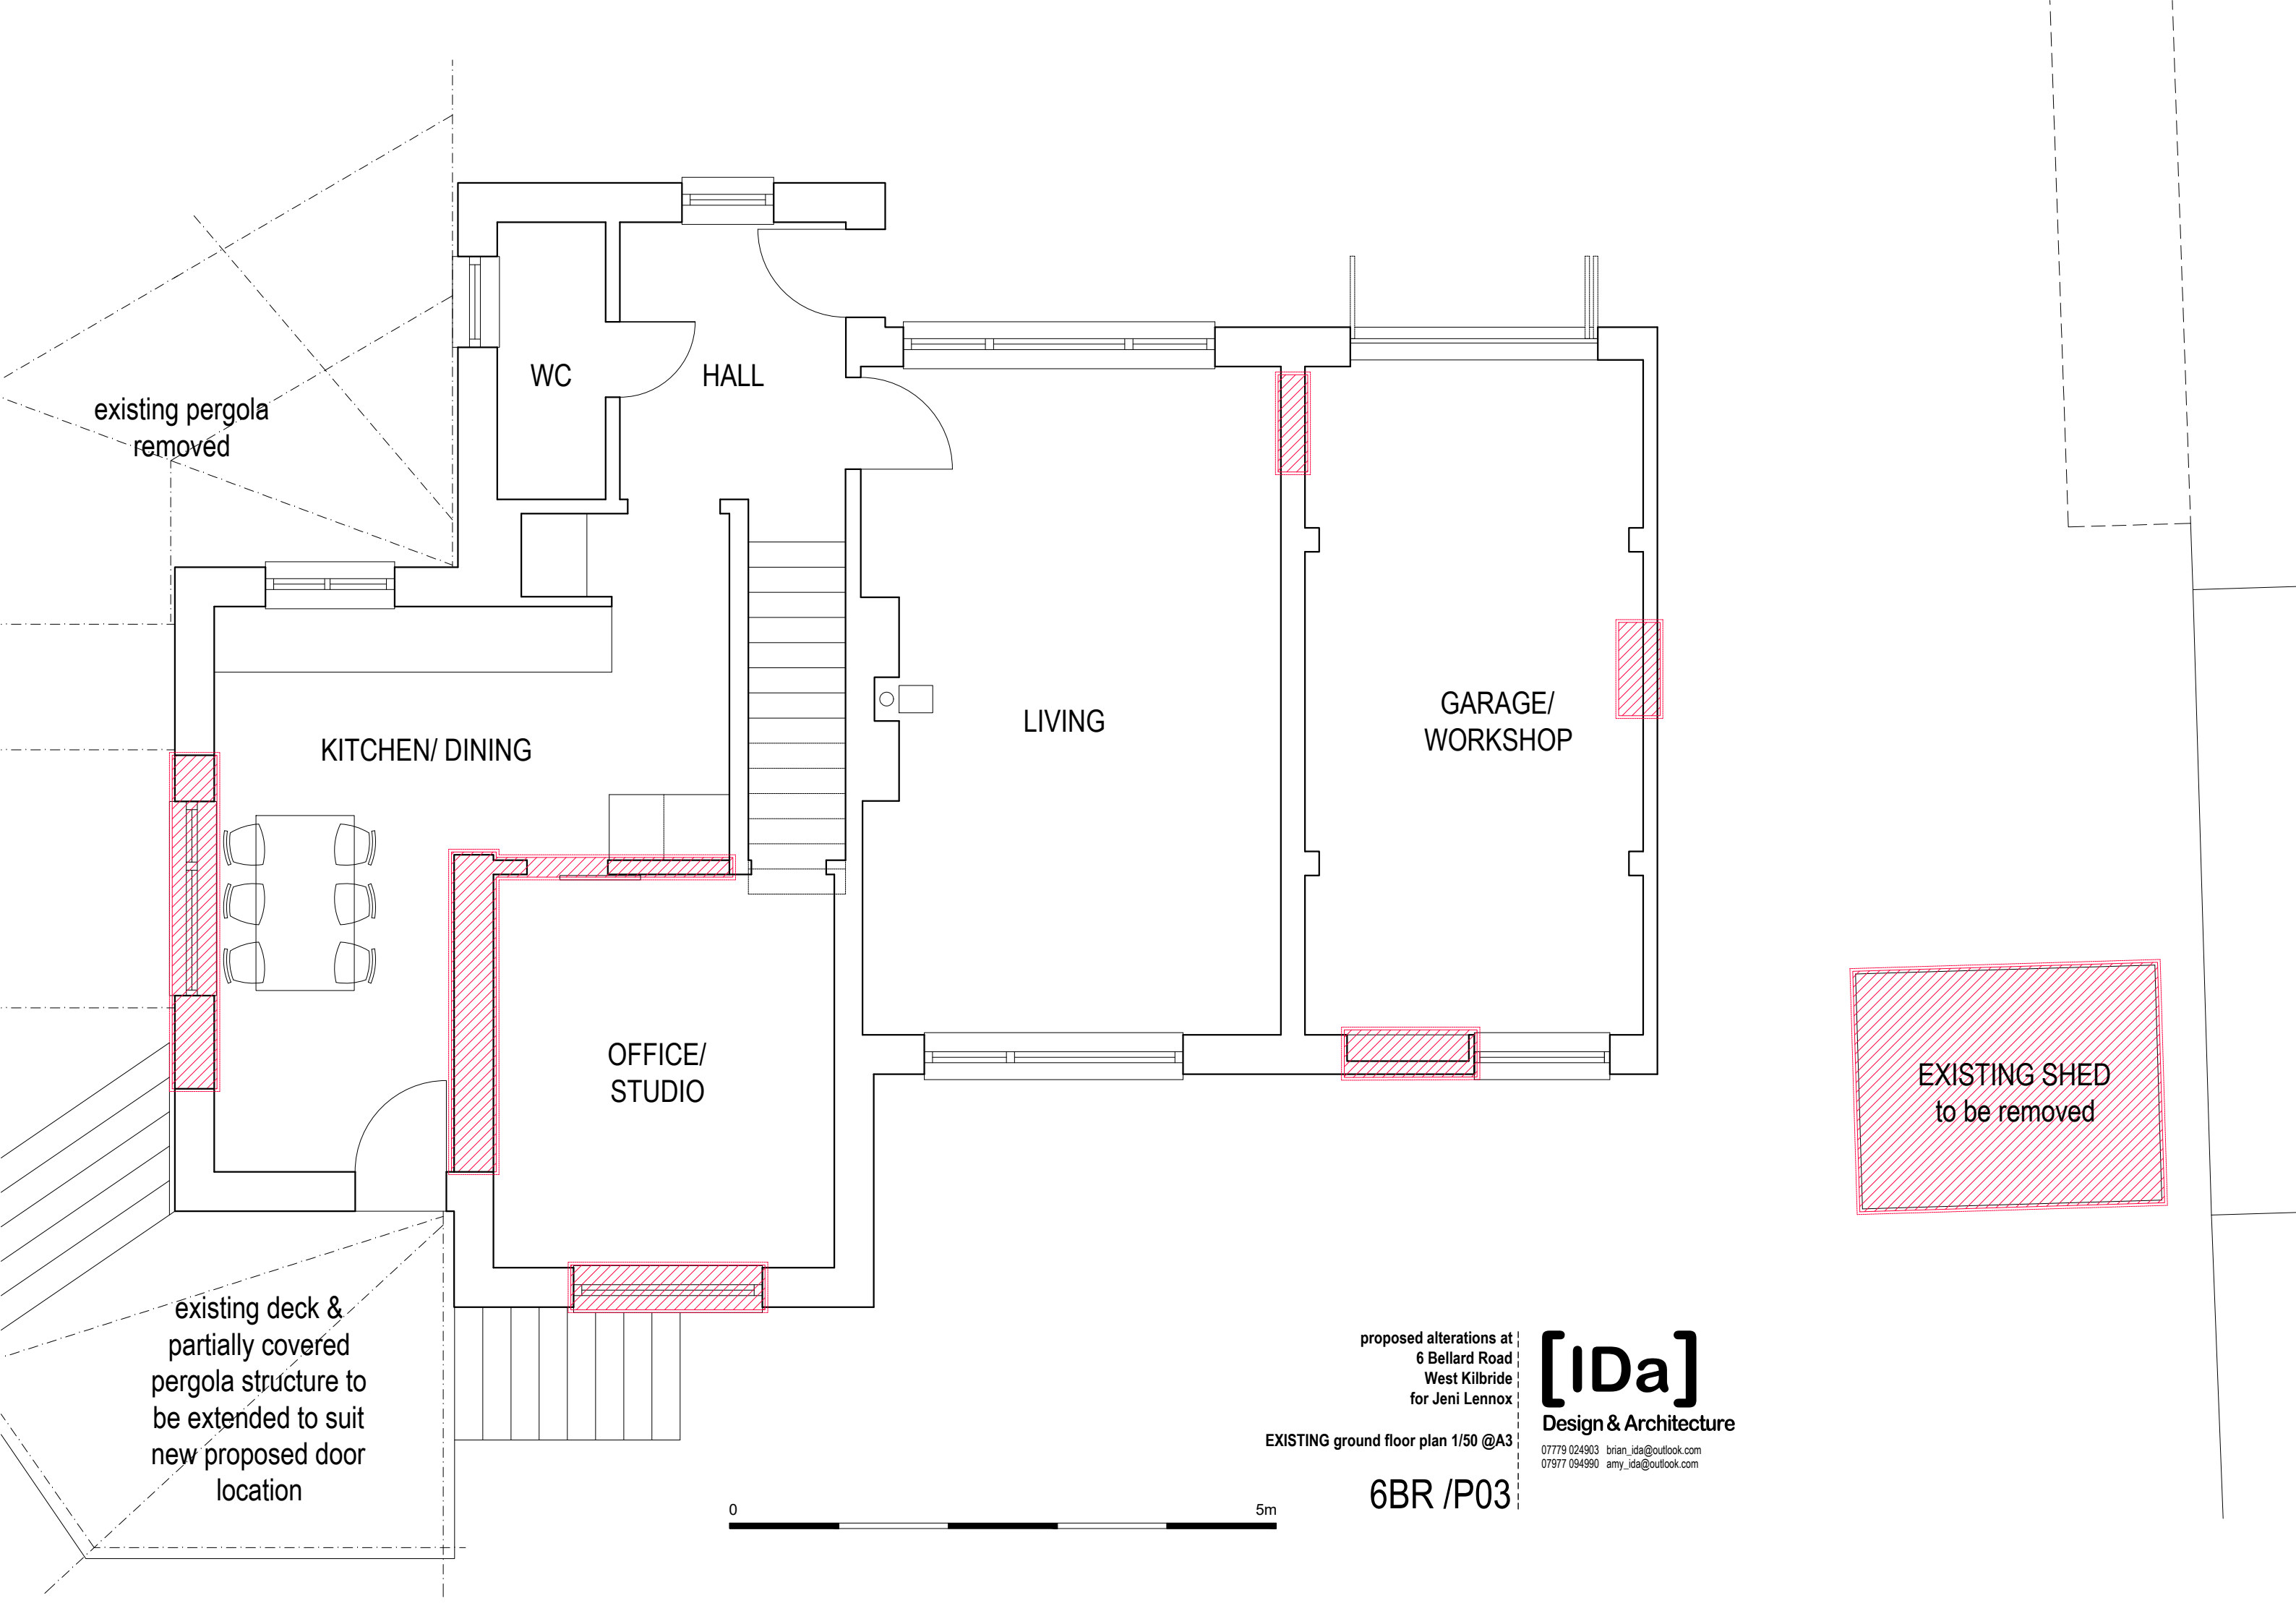 WC
HALL
existing pergola
removed
KITCHEN/ DINING
LIVING
GARAGE/
WORKSHOP
OFFICE/
STUDIO
EXISTING SHED
to be removed
existing deck &
partially covered
pergola structure to
be extended to suit
new proposed door
location
proposed alterations at
6 Bellard Road
West Kilbride
for Jeni Lennox
EXISTING ground floor plan 1/50 @A3
6BR /P03
[IDa]
Design & Architecture
07779 024903 brian_ida@outlook.com
07977 094990 amy_ida@outlook.com
0 5m